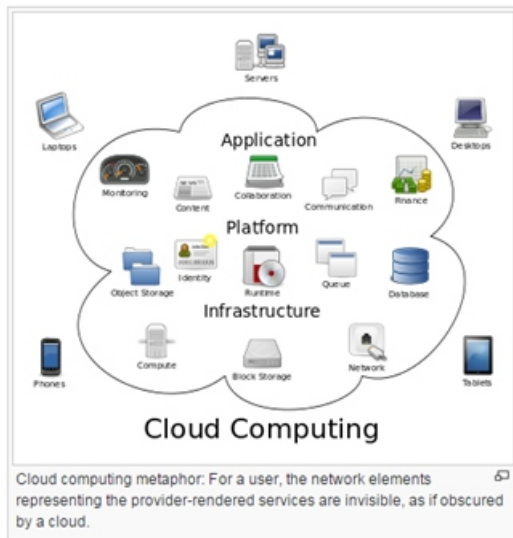 Servers
Laptops
Desktops
Application
Monitoring
Content
Collaboration
Communication
Finance
Platform
Object Storage
Identity
Runtime
Queue
Database
Infrastructure
Compute
Block Storage
Network
Phones
Tablets
Cloud Computing
Cloud computing metaphor: For a user, the network elements
representing the provider-rendered services are invisible, as if obscured
by a cloud.